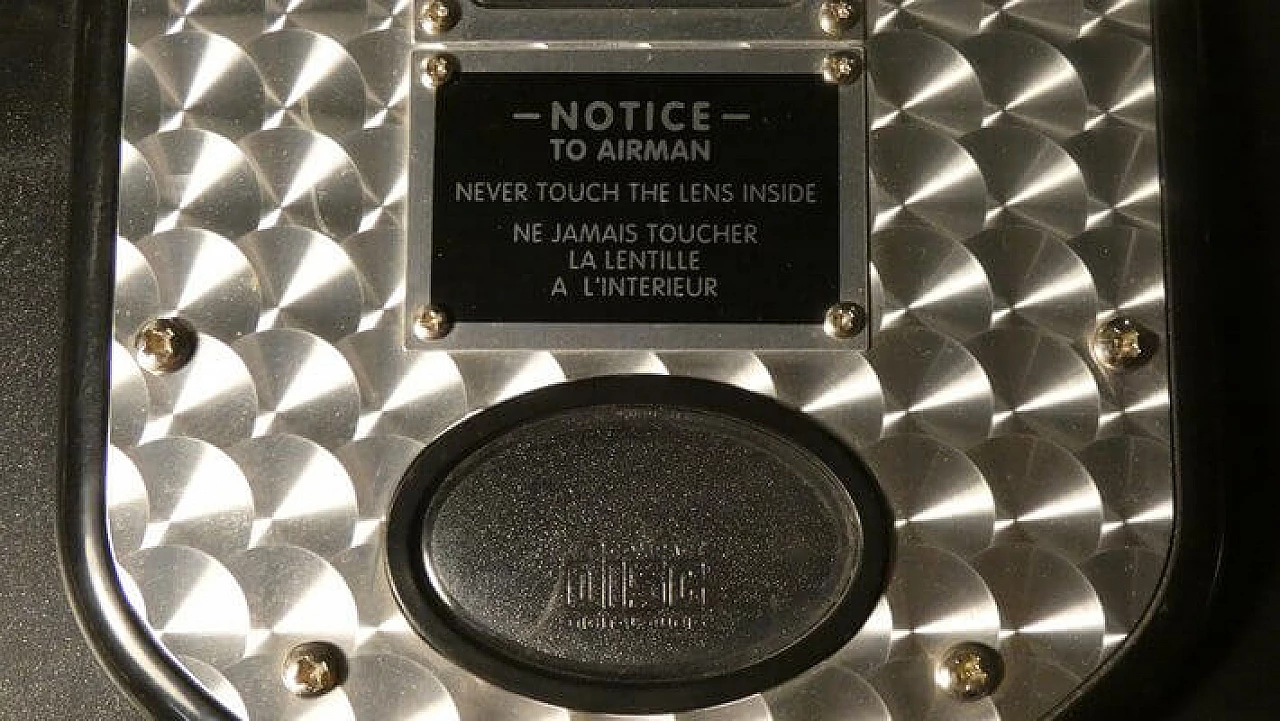 — NOTICE —
TO AIRMAN
NEVER TOUCH THE LENS INSIDE
NE JAMAIS TOUCHER
LA LENTILLE
A L'INTERIEUR